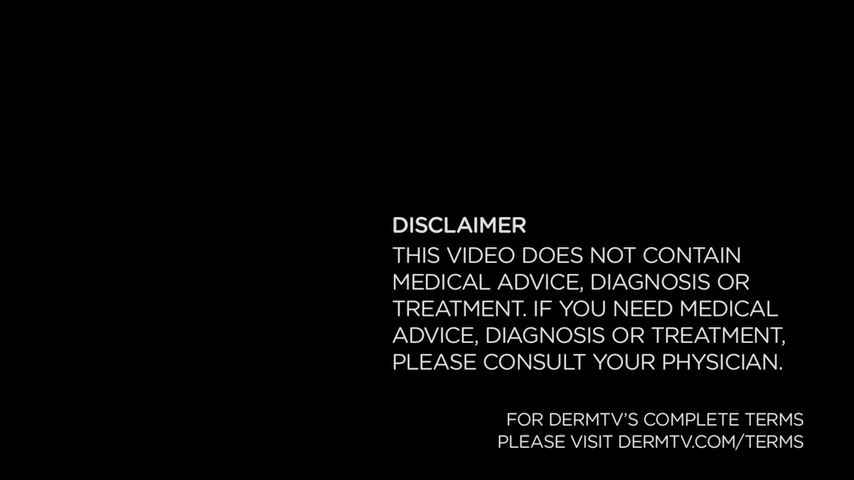 DISCLAIMER
THIS VIDEO DOES NOT CONTAIN
MEDICAL ADVICE, DIAGNOSIS OR
TREATMENT. IF YOU NEED MEDICAL
ADVICE, DIAGNOSIS OR TREATMENT,
PLEASE CONSULT YOUR PHYSICIAN.
FOR DERMTV'S COMPLETE TERMS
PLEASE VISIT DERMTV.COM/TERMS